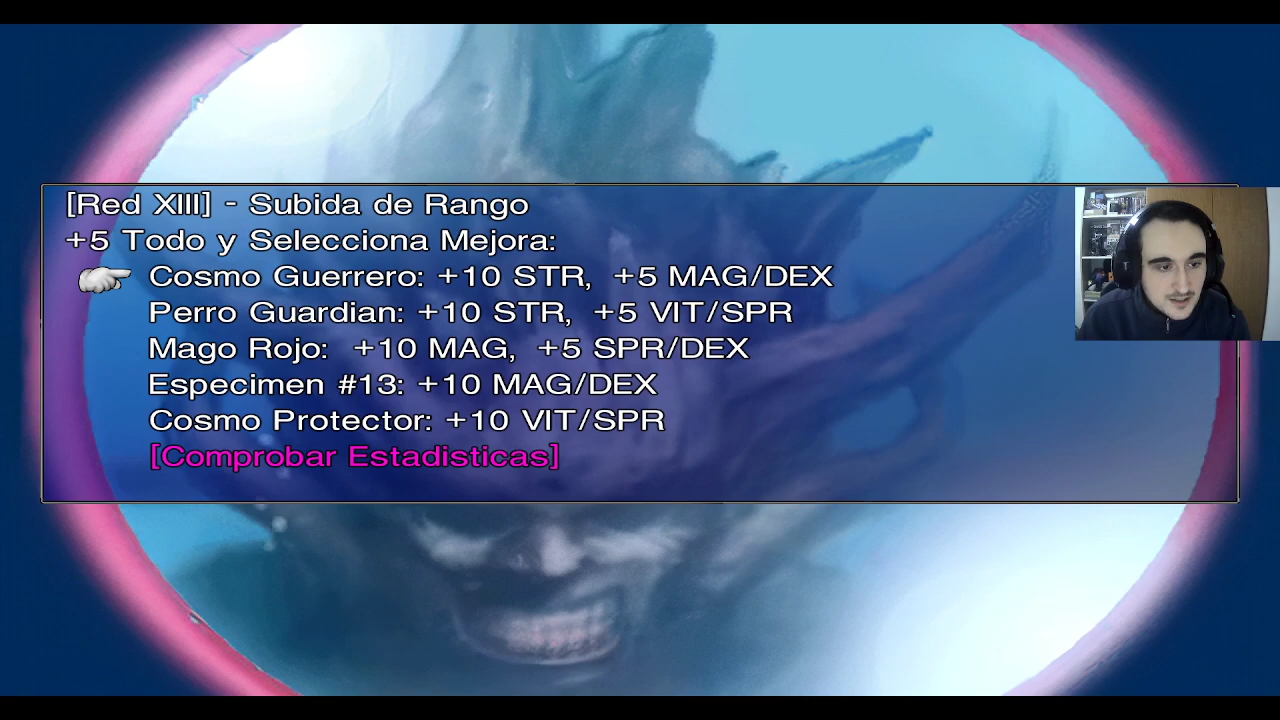 [Red XIII] - Subida de Rango
+5 Todo y Selecciona Mejora:
Cosmo Guerrero: +10 STR, +5 MAG/DEX
Perro Guardian: +10 STR, +5 VIT/SPR
Mago Rojo: +10 MAG, +5 SPR/DEX
Especimen #13: +10 MAG/DEX
Cosmo Protector: +10 VIT/SPR
[Comprobar Estadisticas]